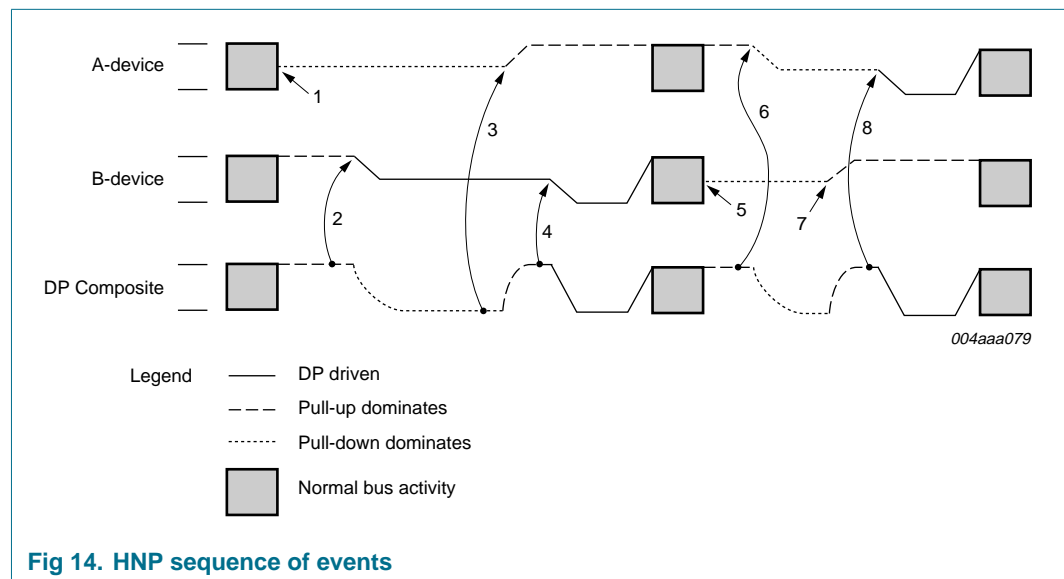 A-device
1
3
6
8
B-device
2
4
5
7
DP Composite
004aaa079
Legend
DP driven
Pull-up dominates
Pull-down dominates
Normal bus activity
Fig 14. HNP sequence of events